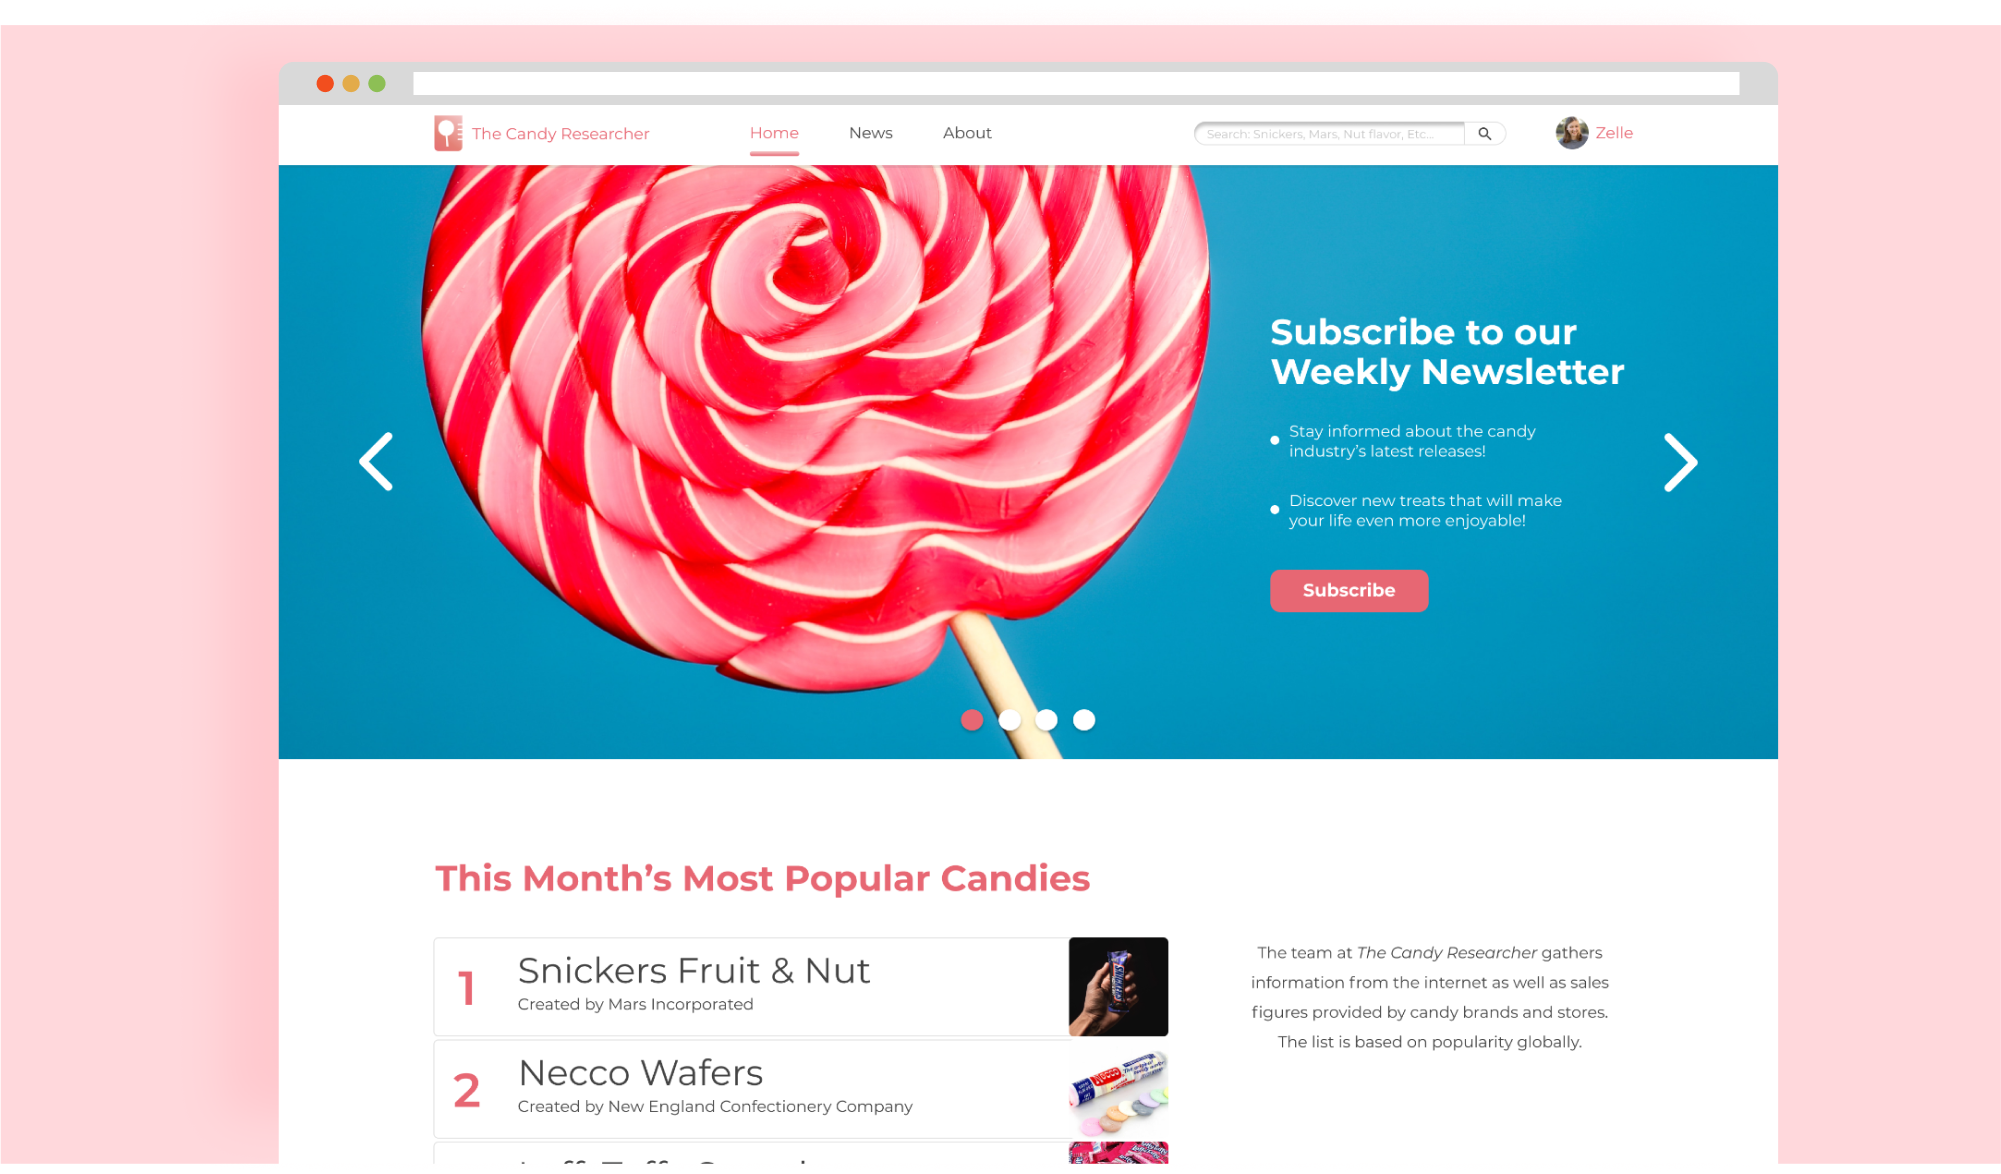 The Candy Researcher
Home
News
About
Search: Snickers, Mars, Nut flavor, Etc...
Zelle
Subscribe to our
Weekly Newsletter
Stay informed about the candy
industry's latest releases!
Discover new treats that will make
your life even more enjoyable!
Subscribe
This Month's Most Popular Candies
1
Snickers Fruit & Nut
Created by Mars Incorporated
The team at The Candy Researcher gathers
information from the internet as well as sales
figures provided by candy brands and stores.
The list is based on popularity globally.
2
Necco Wafers
Created by New England Confectionery Company
Necco